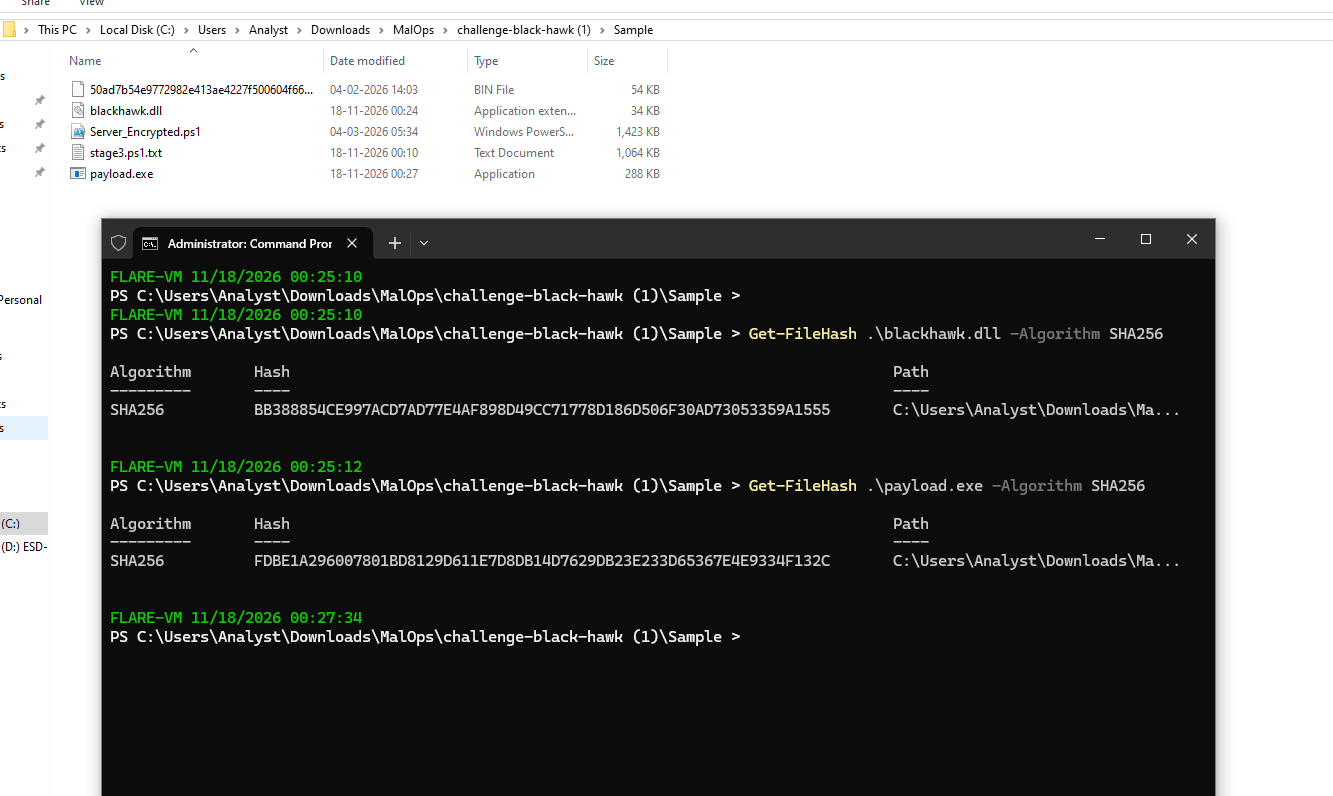 Share View
This PC > Local Disk (C:) > Users > Analyst > Downloads > MalOps > challenge-black-hawk (1) > Sample
Name Date modified Type Size
50ad7b54e9772982e413ae4227f500604f66... 04-02-2026 14:03 BIN File 54 KB
blackhawk.dll 18-11-2026 00:24 Application exten... 34 KB
Server_Encrypted.ps1 04-03-2026 05:34 Windows PowerS... 1,423 KB
stage3.ps1.txt 18-11-2026 00:10 Text Document 1,064 KB
payload.exe 18-11-2026 00:27 Application 288 KB
Personal
(C:)
(D:) ESD-
Administrator: Command Pror
FLARE-VM 11/18/2026 00:25:10
PS C:\Users\Analyst\Downloads\MalOps\challenge-black-hawk (1)\Sample >
FLARE-VM 11/18/2026 00:25:10
PS C:\Users\Analyst\Downloads\MalOps\challenge-black-hawk (1)\Sample > Get-FileHash .\blackhawk.dll -Algorithm SHA256
Algorithm Hash Path
--------- ---- ----
SHA256 BB388854CE997ACD7AD77E4AF898D49CC71778D186D506F30AD73053359A1555 C:\Users\Analyst\Downloads\Ma...
FLARE-VM 11/18/2026 00:25:12
PS C:\Users\Analyst\Downloads\MalOps\challenge-black-hawk (1)\Sample > Get-FileHash .\payload.exe -Algorithm SHA256
Algorithm Hash Path
--------- ---- ----
SHA256 FDBE1A296007801BD8129D611E7D8DB14D7629DB23E233D65367E4E9334F132C C:\Users\Analyst\Downloads\Ma...
FLARE-VM 11/18/2026 00:27:34
PS C:\Users\Analyst\Downloads\MalOps\challenge-black-hawk (1)\Sample >